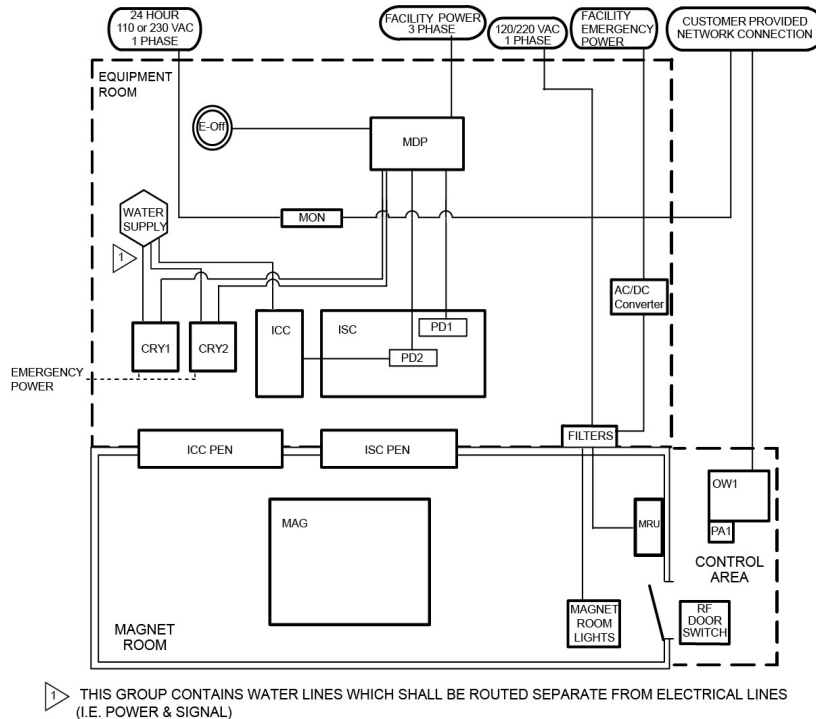 24 HOUR
110 or 230 VAC
1 PHASE
FACILITY POWER
3 PHASE
120/220 VAC
1 PHASE
FACILITY
EMERGENCY
POWER
CUSTOMER PROVIDED
NETWORK CONNECTION
EQUIPMENT
ROOM
E-Off
MDP
WATER
SUPPLY
MON
1
AC/DC
Converter
CRY1
CRY2
ICC
ISC
PD1
PD2
EMERGENCY
POWER
ICC PEN
ISC PEN
FILTERS
OW1
PA1
MAG
MRU
CONTROL
AREA
MAGNET
ROOM
LIGHTS
RF
DOOR
SWITCH
MAGNET
ROOM
1 THIS GROUP CONTAINS WATER LINES WHICH SHALL BE ROUTED SEPARATE FROM ELECTRICAL LINES
(I.E. POWER & SIGNAL)